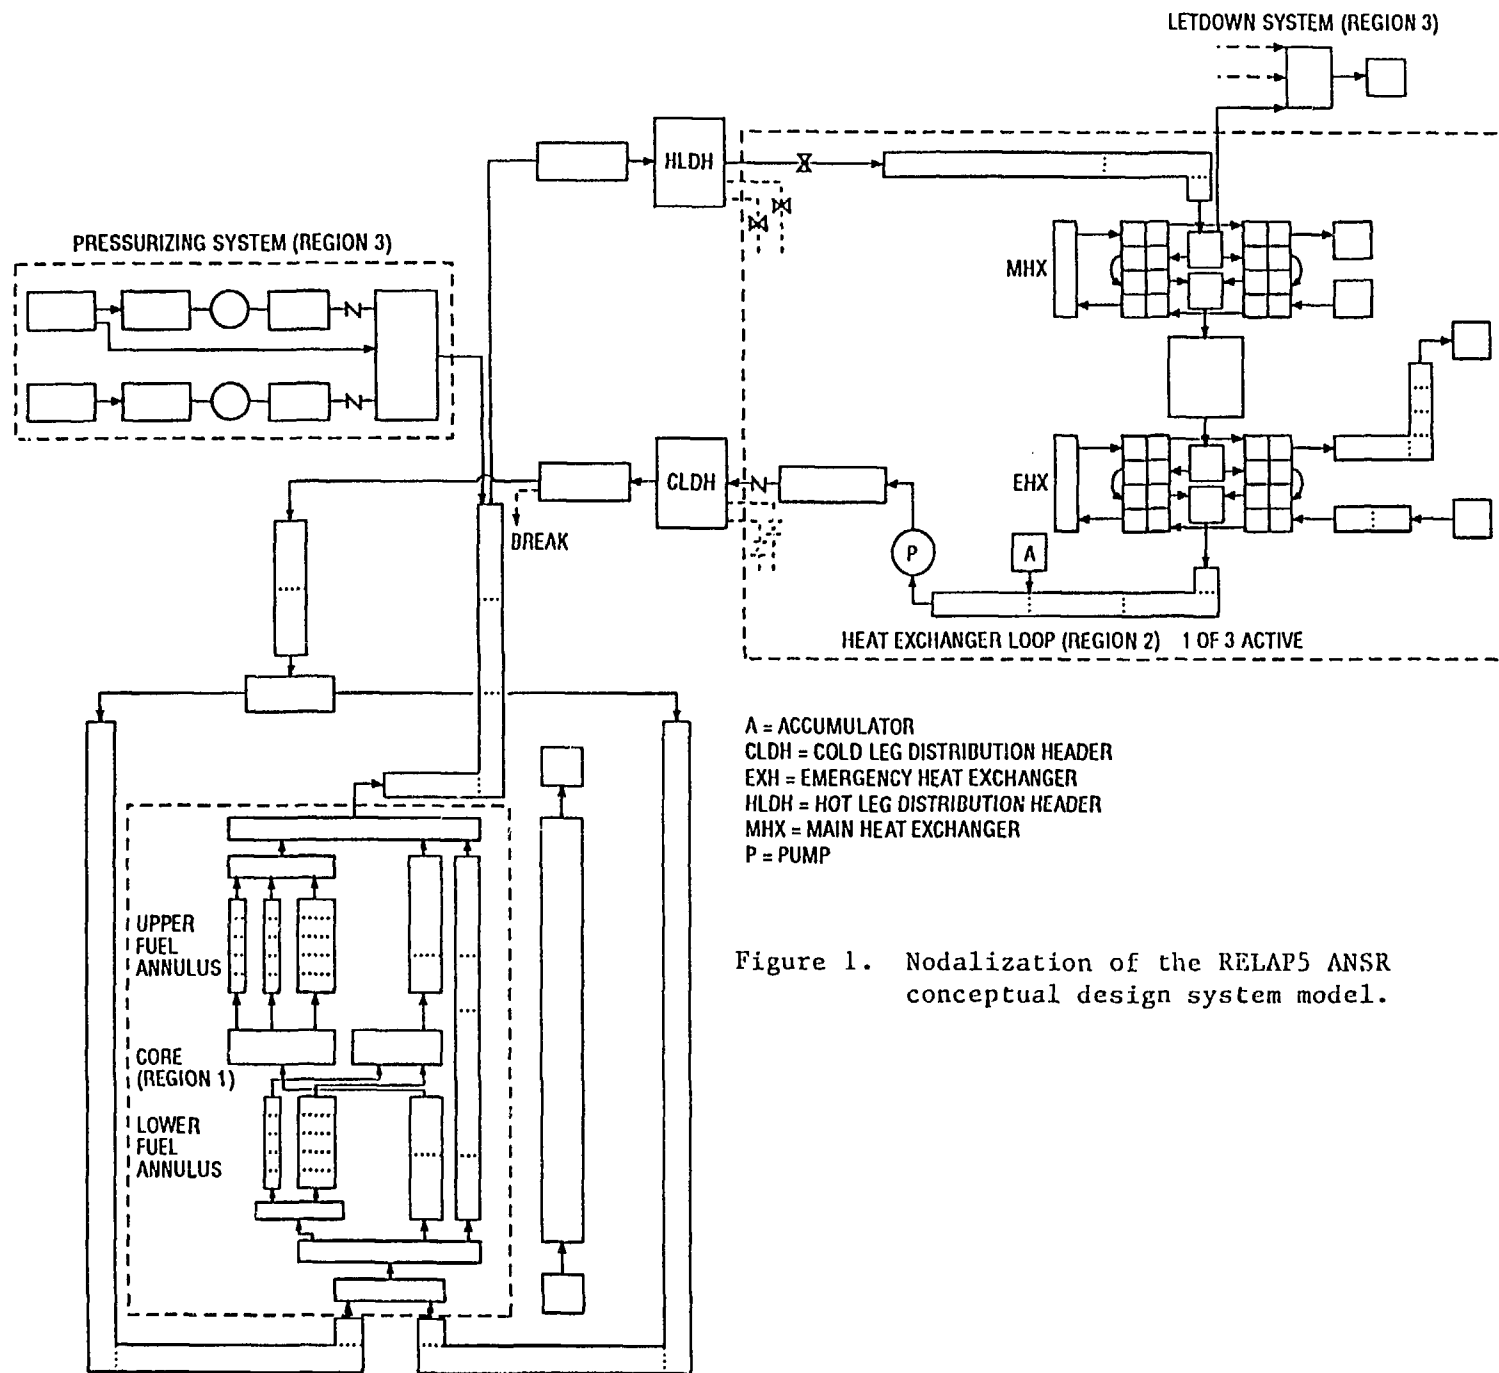 LETDOWN SYSTEM (REGION 3)
HLDH
PRESSURIZING SYSTEM (REGION 3)
MHX
CLDH
EHX
BREAK
P
A
HEAT EXCHANGER LOOP (REGION 2) 1 OF 3 ACTIVE
A = ACCUMULATOR
CLDH = COLD LEG DISTRIBUTION HEADER
EXH = EMERGENCY HEAT EXCHANGER
HLDH = HOT LEG DISTRIBUTION HEADER
MHX = MAIN HEAT EXCHANGER
P = PUMP
UPPER
FUEL
ANNULUS
CORE
(REGION 1)
LOWER
FUEL
ANNULUS
Figure 1. Nodalization of the RELAP5 ANSR
conceptual design system model.